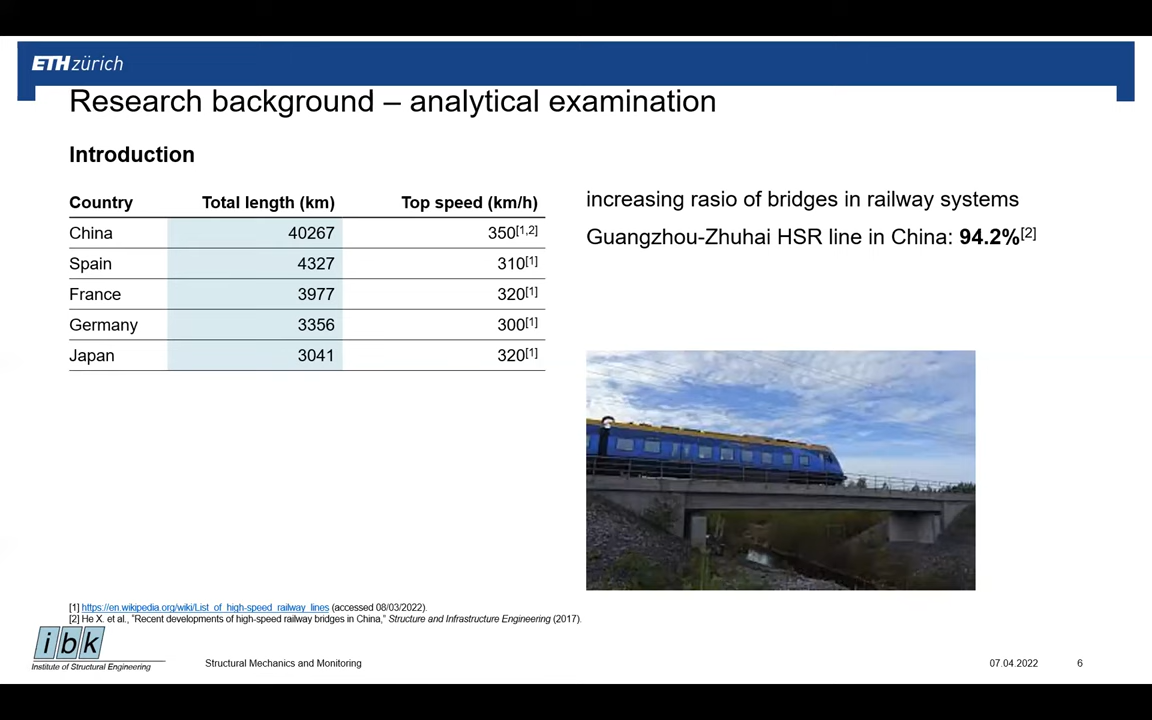 ETH zürich
Research background – analytical examination
Introduction
Country Total length (km) Top speed (km/h)
China 40267 350[1,2]
Spain 4327 310[1]
France 3977 320[1]
Germany 3356 300[1]
Japan 3041 320[1]
increasing rasio of bridges in railway systems
Guangzhou-Zhuhai HSR line in China: 94.2%[2]
[1] https://en.wikipedia.org/wiki/List_of_high-speed_railway_lines (accessed 08/03/2022).
[2] He X. et al., "Recent developments of high-speed railway bridges in China," Structure and Infrastructure Engineering (2017).
ibk
Institute of Structural Engineering
Structural Mechanics and Monitoring
07.04.2022
6